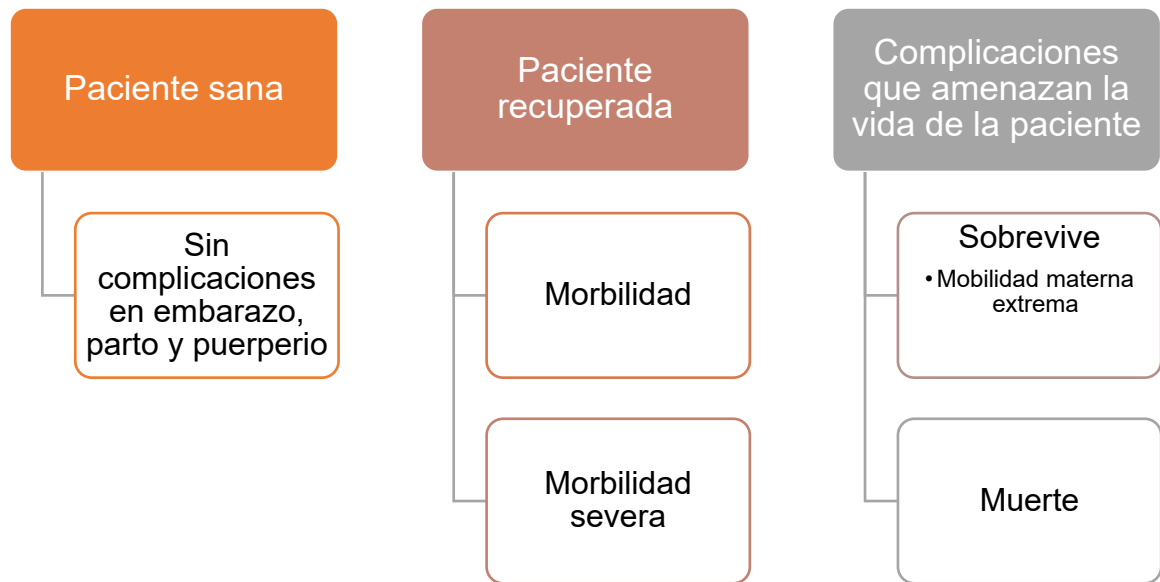 Paciente sana
Sin
complicaciones
en embarazo,
parto y puerperio
Paciente
recuperada
Morbilidad
Morbilidad
severa
Complicaciones
que amenazan la
vida de la paciente
Sobrevive
• Mobilidad materna
extrema
Muerte